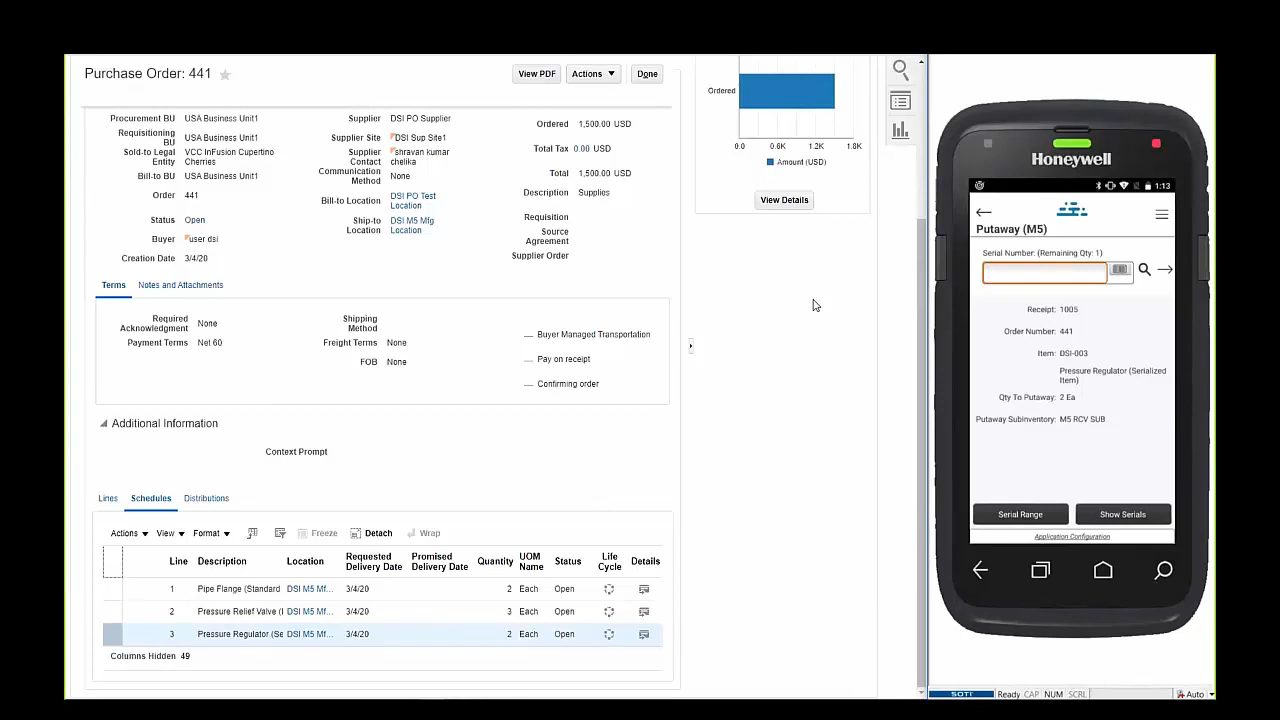 Purchase Order: 441
View PDF
Actions
Done
Procurement BU USA Business Unit1
Requisitioning BU USA Business Unit1
Sold-to Legal Entity VCC InFusion Cupertino Cherries
Bill-to BU USA Business Unit1
Order 441
Status Open
Buyer user dsi
Creation Date 3/4/20
Supplier DSI PO Supplier
Supplier Site DSI Sup Site1
Supplier Contact shravan kumar chelika
Communication Method None
Bill-to Location DSI PO Test Location
Ship-to Location DSI M5 Mfg Location
Ordered 1,500.00 USD
Total Tax 0.00 USD
Total 1,500.00 USD
Description Supplies
Requisition
Source Agreement
Supplier Order
Ordered
0.0 0.6K 1.2K 1.8K
Amount (USD)
View Details
Terms Notes and Attachments
Required Acknowledgment None
Payment Terms Net 60
Shipping Method
Freight Terms None
FOB None
Buyer Managed Transportation
Pay on receipt
Confirming order
Additional Information
Context Prompt
Lines Schedules Distributions
Actions View Format Freeze Detach Wrap
Line Description Location Requested Delivery Date Promised Delivery Date Quantity UOM Name Status Life Cycle Details
1 Pipe Flange (Standard DSI M5 Mf... 3/4/20 2 Each Open
2 Pressure Relief Valve (I DSI M5 Mf... 3/4/20 3 Each Open
3 Pressure Regulator (Se DSI M5 Mf... 3/4/20 2 Each Open
Columns Hidden 49
Honeywell
1:13
Putaway (M5)
Serial Number: (Remaining Qty: 1)
Receipt: 1005
Order Number: 441
Item: DSI-003
Pressure Regulator (Serialized Item)
Qty To Putaway: 2 Ea
Putaway Subinventory: M5 RCV SUB
Serial Range
Show Serials
Application Configuration
SOTI Ready CAP NUM SCRL Auto